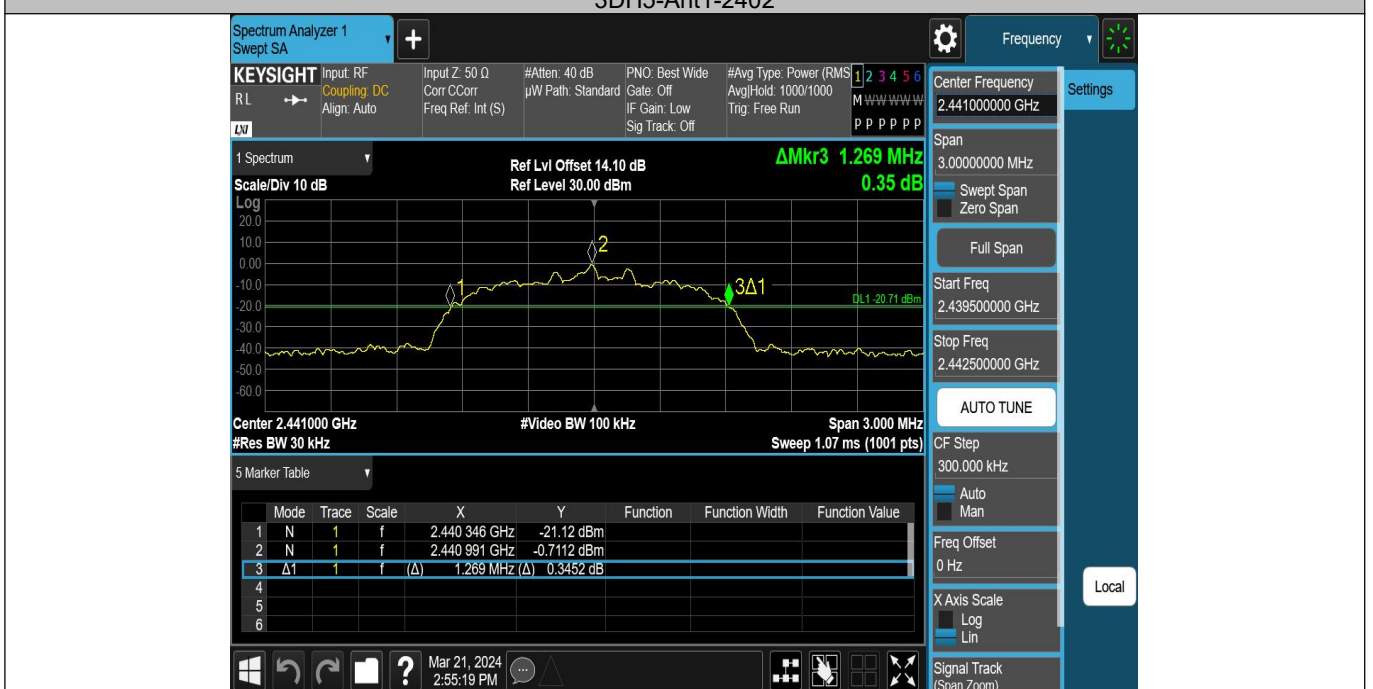 3DH5-Ant1-2402
Spectrum Analyzer 1
Swept SA
+
Frequency
KEYSIGHT
RL
LXI
Input: RF
Coupling: DC
Align: Auto
Input Z: 50 Ω
Corr CCorr
Freq Ref: Int (S)
#Atten: 40 dB
µW Path: Standard
PNO: Best Wide
Gate: Off
IF Gain: Low
Sig Track: Off
#Avg Type: Power (RMS
Avg|Hold: 1000/1000
Trig: Free Run
1 2 3 4 5 6
M W W W W W
P P P P P P
1 Spectrum
Scale/Div 10 dB
Ref Lvl Offset 14.10 dB
Ref Level 30.00 dBm
ΔMkr3 1.269 MHz
0.35 dB
Log
20.0
10.0
0.00
-10.0
-20.0
-30.0
-40.0
-50.0
-60.0
1
2
3Δ1
DL1 -20.71 dBm
Center 2.441000 GHz
#Video BW 100 kHz
Span 3.000 MHz
#Res BW 30 kHz
Sweep 1.07 ms (1001 pts)
5 Marker Table
Mode Trace Scale X Y Function Function Width Function Value
1 N 1 f 2.440 346 GHz -21.12 dBm
2 N 1 f 2.440 991 GHz -0.7112 dBm
3 Δ1 1 f (Δ) 1.269 MHz (Δ) 0.3452 dB
4
5
6
?
Mar 21, 2024
2:55:19 PM
Center Frequency
2.441000000 GHz
Settings
Span
3.00000000 MHz
Swept Span
Zero Span
Full Span
Start Freq
2.439500000 GHz
Stop Freq
2.442500000 GHz
AUTO TUNE
CF Step
300.000 kHz
Auto
Man
Freq Offset
0 Hz
Local
X Axis Scale
Log
Lin
Signal Track
(Span Zoom)